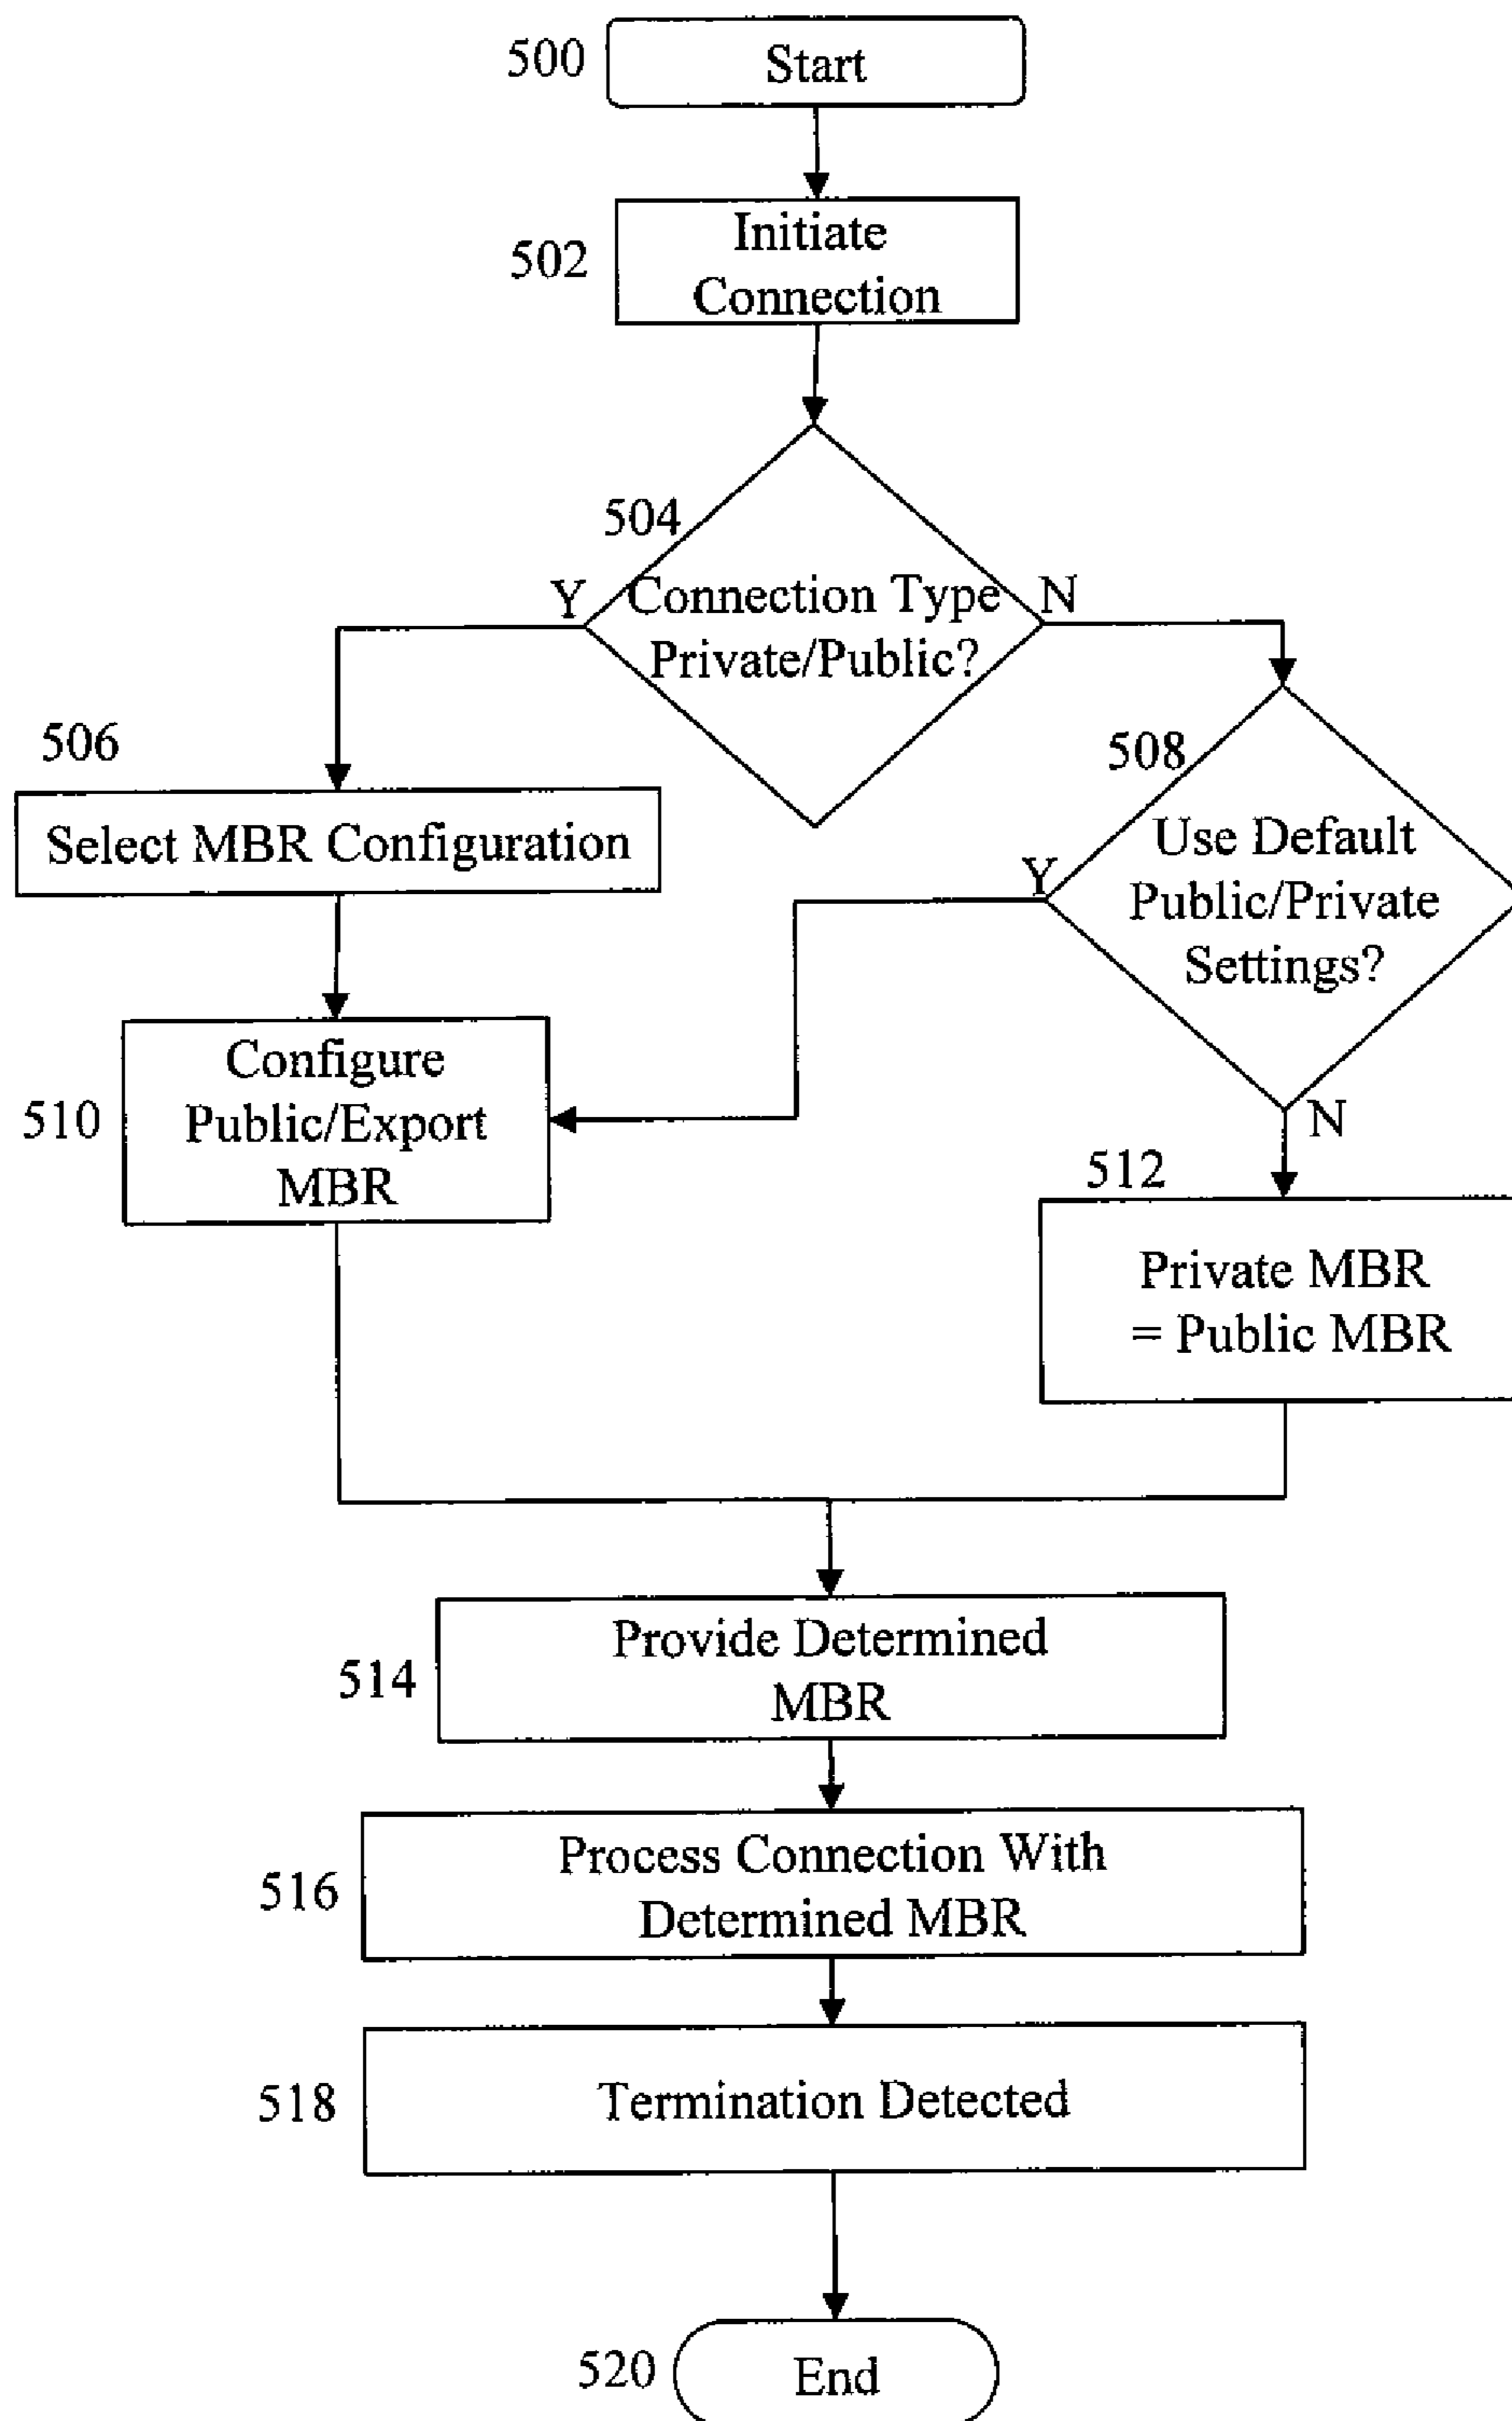 500
Start
502
Initiate
Connection
504
Y
Connection Type
Private/Public?
N
506
Select MBR Configuration
508
Use Default
Public/Private
Settings?
Y
N
510
Configure
Public/Export
MBR
512
Private MBR
= Public MBR
514
Provide Determined
MBR
516
Process Connection With
Determined MBR
518
Termination Detected
520
End